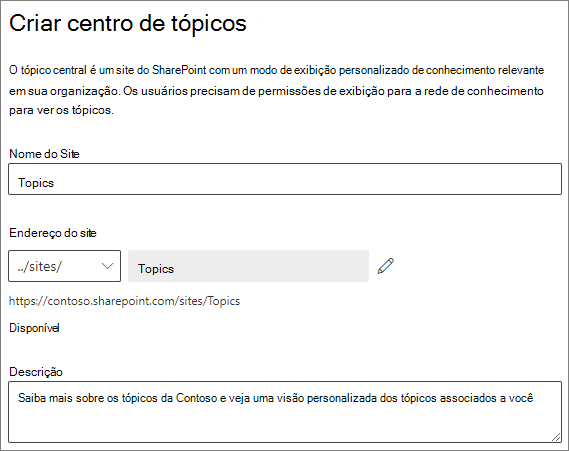 Criar centro de tópicos
O tópico central é um site do SharePoint com um modo de exibição personalizado de conhecimento relevante
em sua organização. Os usuários precisam de permissões de exibição para a rede de conhecimento
para ver os tópicos.
Nome do Site
Topics
Endereço do site
../sites/ Topics
https://contoso.sharepoint.com/sites/Topics
Disponível
Descrição
Saiba mais sobre os tópicos da Contoso e veja uma visão personalizada dos tópicos associados a você